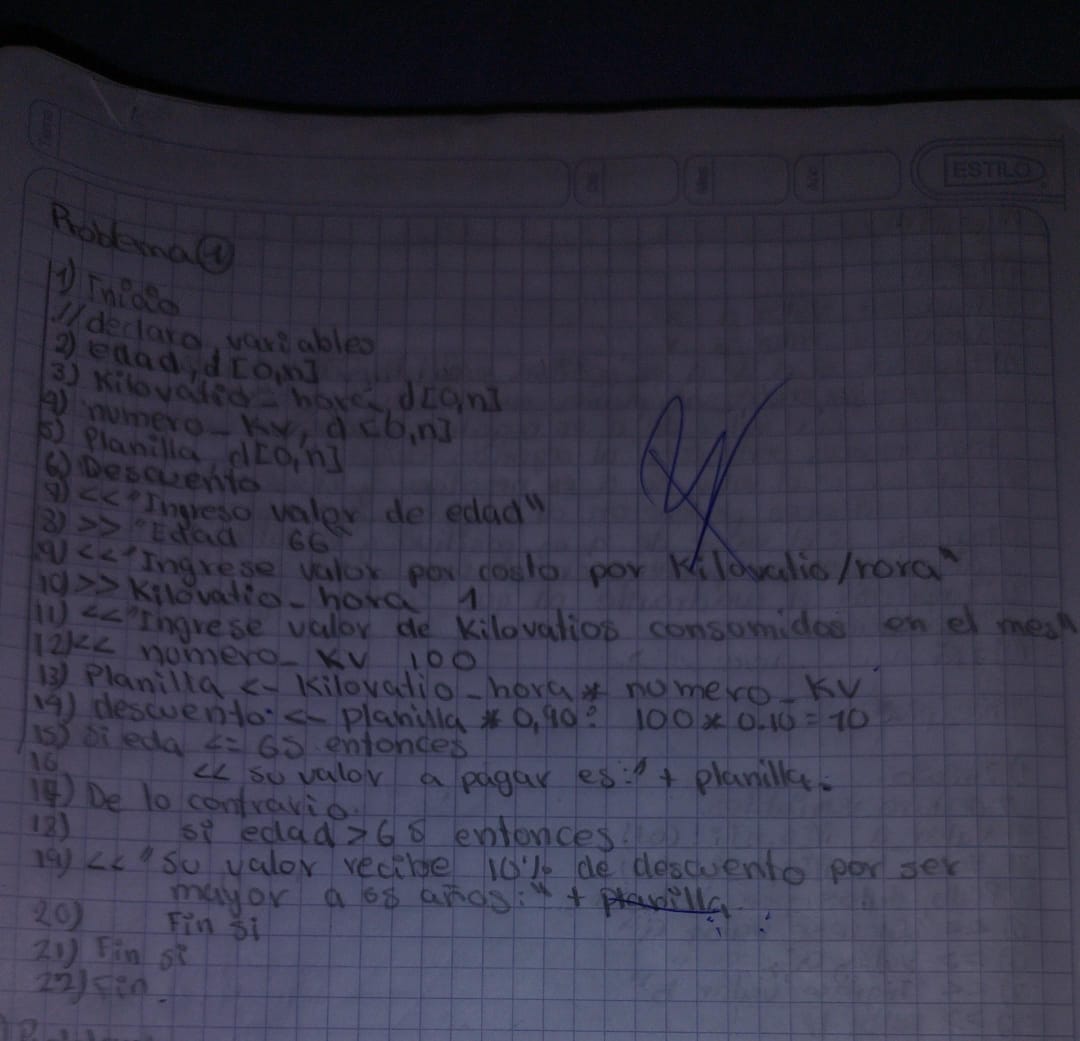 ESTILO
Problema 1
1) Inicio
// declaro variables
2) edad, d [0,n]
3) Kilovatio - hora, d[0,n]
4) numero - KV, d [0,n]
5) Planilla d[0,n]
6) Descuento
7) << "Ingreso valor de edad"
8) >> "Edad 66"
9) << "Ingrese valor por costo por Kilovatio/rora"
10) >> Kilovatio - hora 1
11) << "Ingrese valor de Kilovatios consomidos en el mes"
12) << nomero - KV 100
13) Planilla <- Kilovatio - hora * nomero - KV
14) descuento <- planilla * 0,90 100 * 0.10 = 10
15) Si eda <= 65 entonces
16 << su valor a pagar es:" + planilla.
17) De lo contrario
18) si edad > 65 entonces.
19) << "Su valor recibe 10% de descuento por ser
mayor a 65 años:" + planilla.
20) Fin si
21) Fin si
22) Fin.